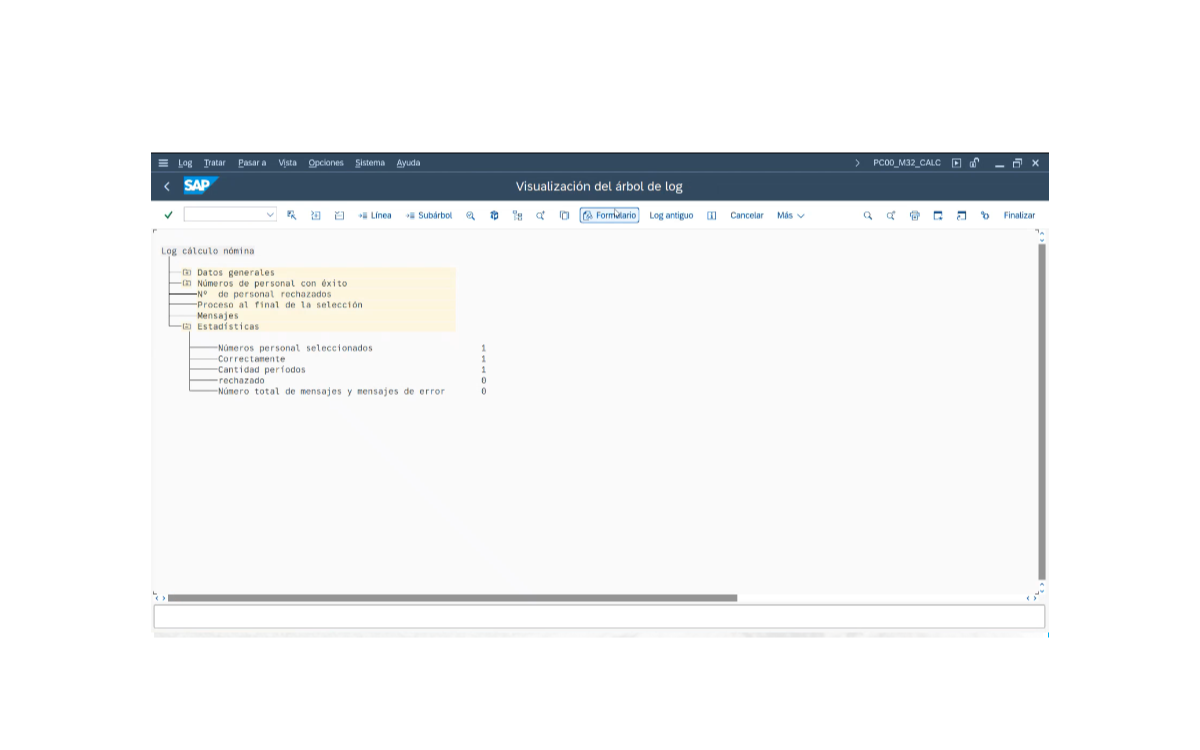 Log Tratar Pasar a Vista Opciones Sistema Ayuda PC00_M32_CALC
SAP Visualización del árbol de log
Línea Subárbol Formulario Log antiguo Cancelar Más Finalizar
Log cálculo nómina
Datos generales
Números de personal con éxito
Nº de personal rechazados
Proceso al final de la selección
Mensajes
Estadísticas
Números personal seleccionados 1
Correctamente 1
Cantidad períodos 1
rechazado 0
Número total de mensajes y mensajes de error 0